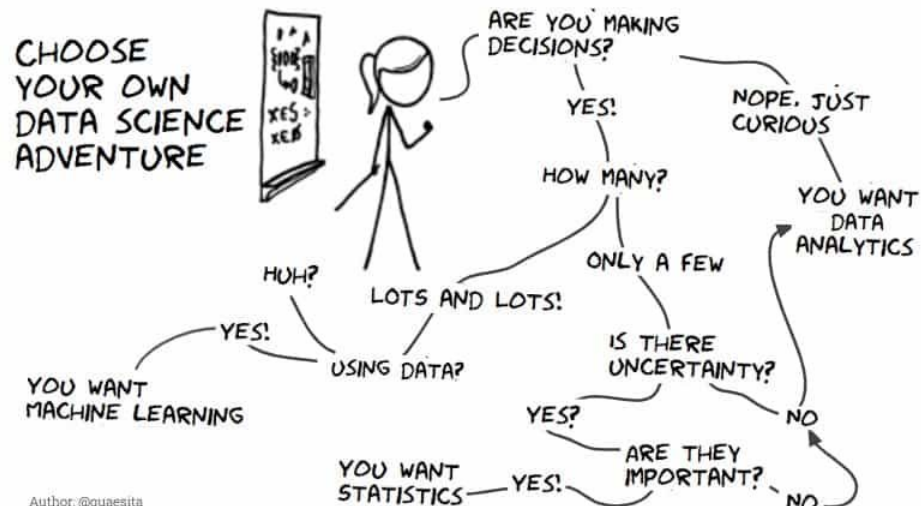 CHOOSE
YOUR OWN
DATA SCIENCE
ADVENTURE
ARE YOU MAKING
DECISIONS?
YES!
NOPE, JUST
CURIOUS
HOW MANY?
YOU WANT
DATA
ANALYTICS
ONLY A FEW
HUH?
LOTS AND LOTS!
YES!
USING DATA?
IS THERE
UNCERTAINTY?
YOU WANT
MACHINE LEARNING
YES?
NO
ARE THEY
IMPORTANT?
YOU WANT
STATISTICS
YES!
NO
Author: @quaesita